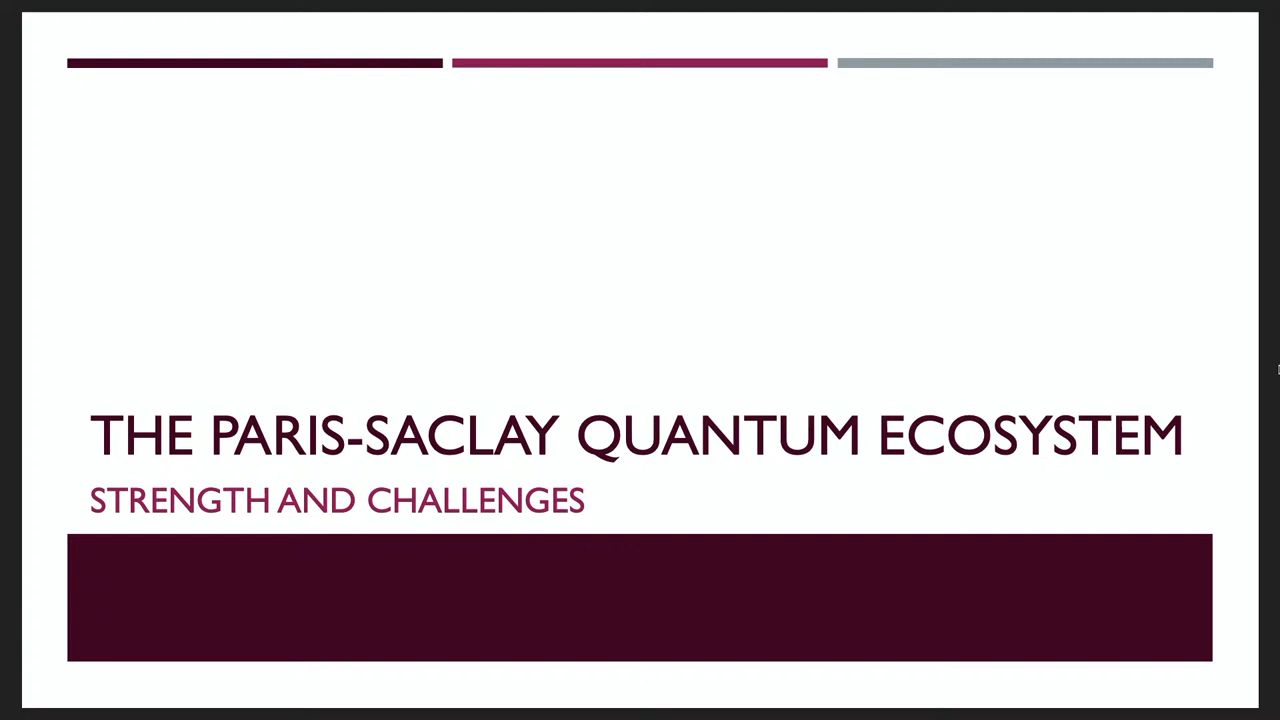 THE PARIS-SACLAY QUANTUM ECOSYSTEM
STRENGTH AND CHALLENGES